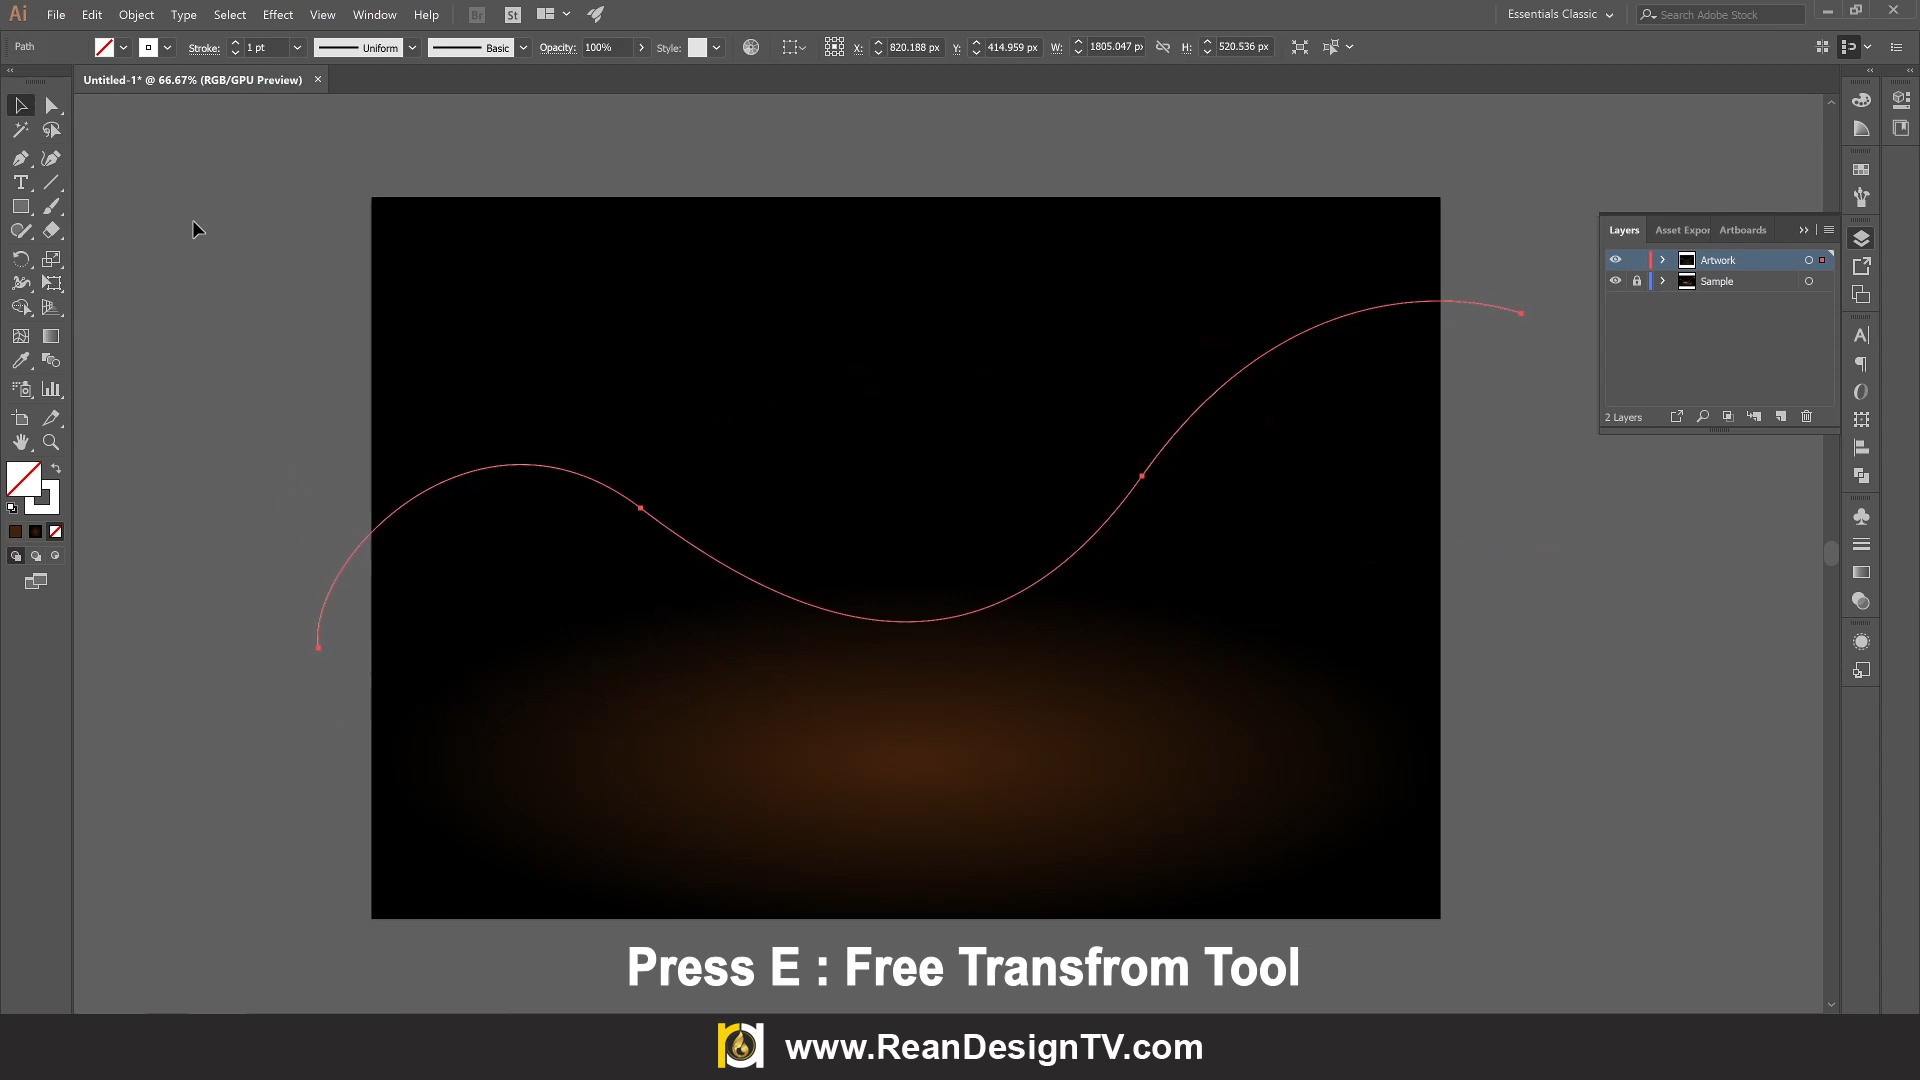 Ai File Edit Object Type Select Effect View Window Help Br St Essentials Classic Search Adobe Stock
Path Stroke: 1 pt Uniform Basic Opacity: 100% Style: X: 820.188 px Y: 414.959 px W: 1805.047 px H: 520.536 px
Untitled-1* @ 66.67% (RGB/GPU Preview) ×
Layers Asset Expor Artboards
Artwork
Sample
2 Layers
Press E : Free Transfrom Tool
www.ReanDesignTV.com